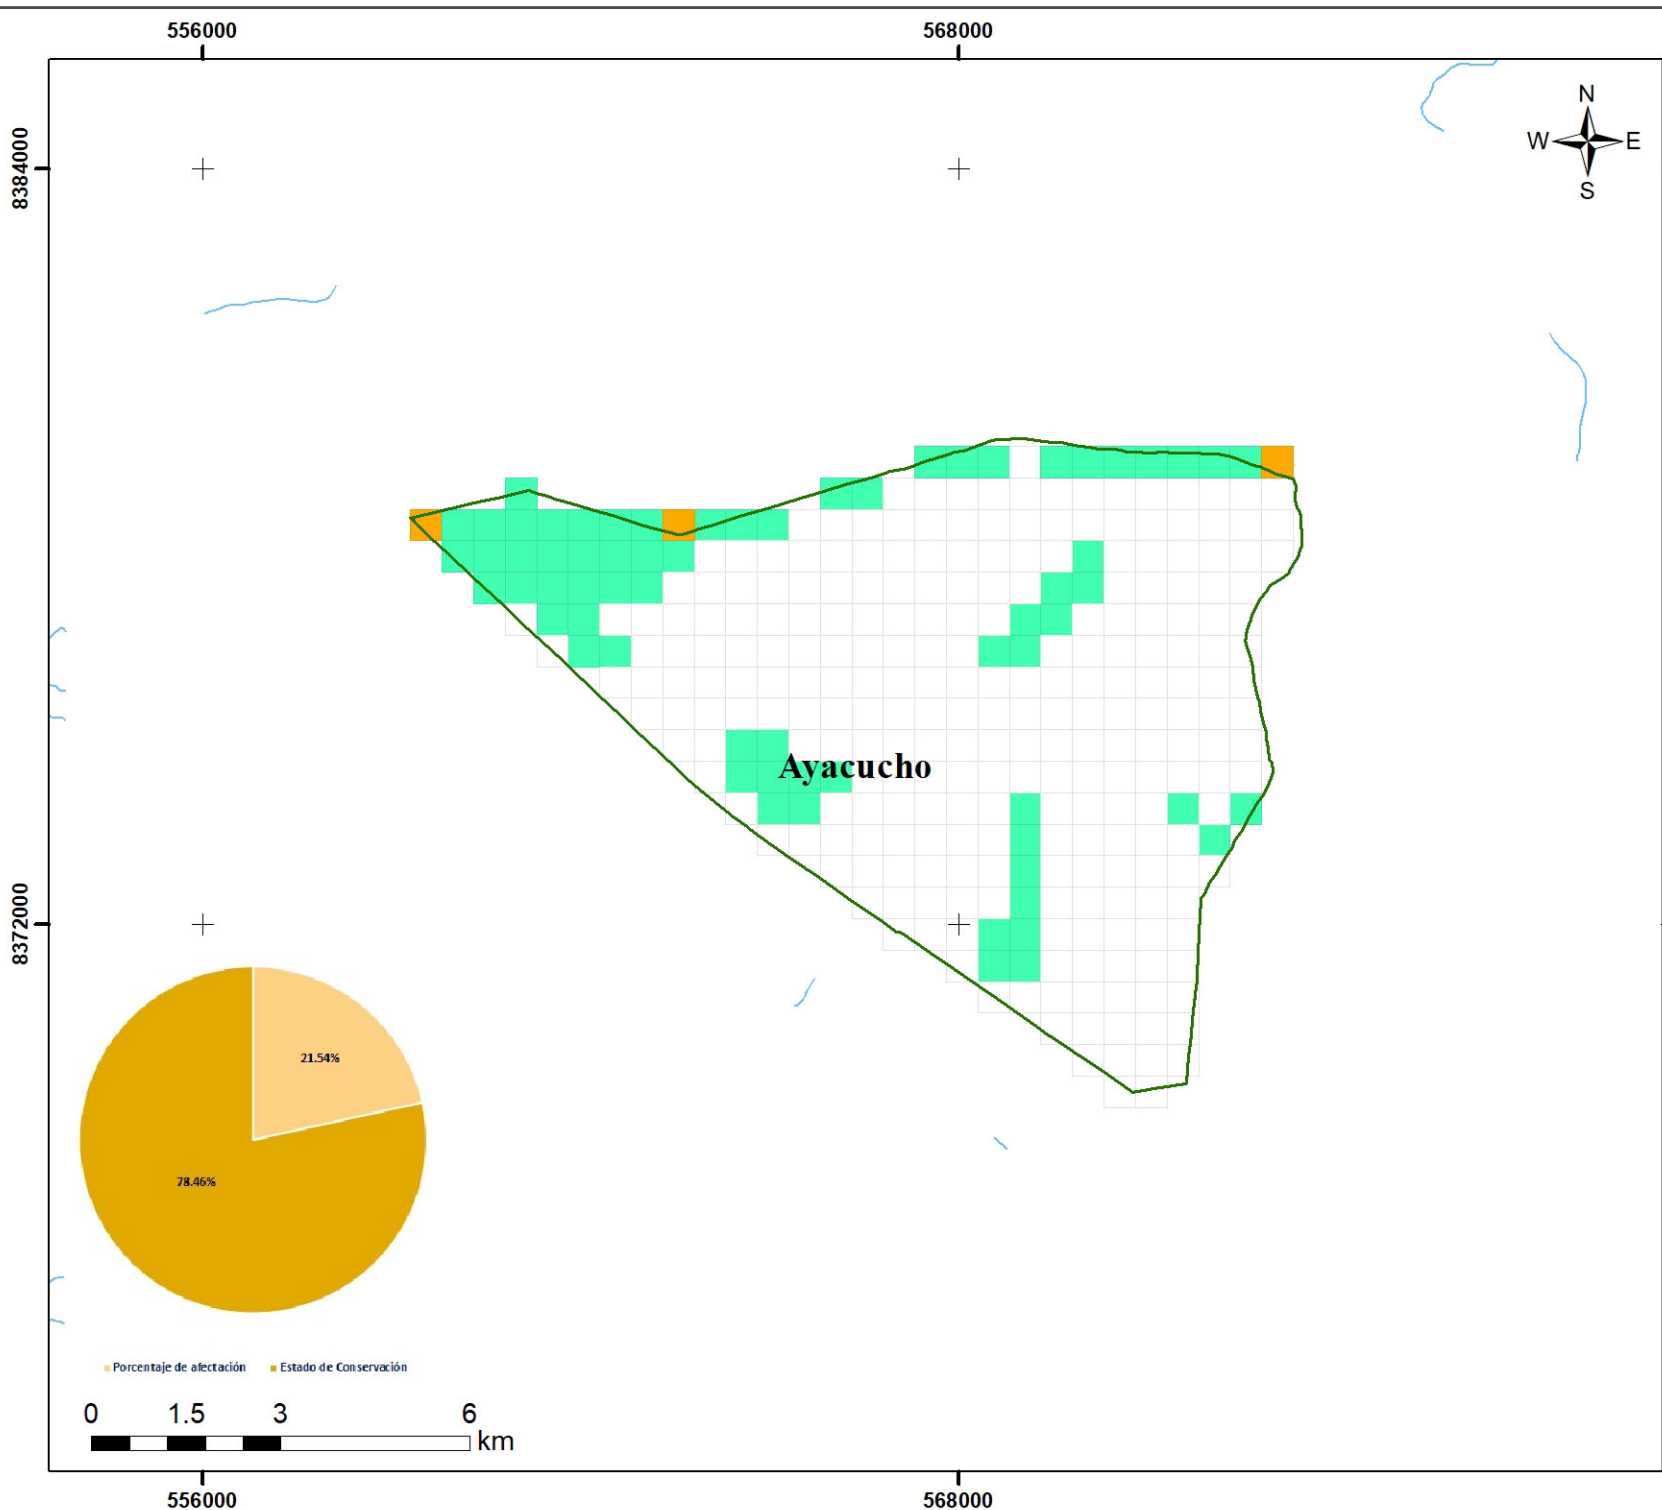 556000 568000
N
W E
S
8384000
8372000
Ayacucho
21.54%
78.46%
Porcentaje de afectación Estado de Conservación
0 1.5 3 6
km
556000 568000